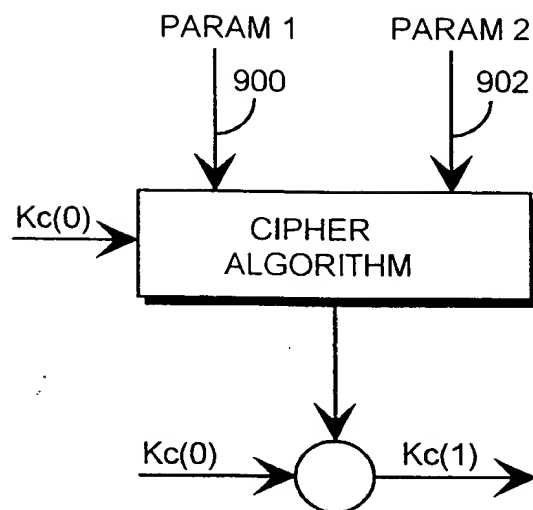 PARAM 1 PARAM 2
900 902
Kc(0)
CIPHER
ALGORITHM
Kc(0) Kc(1)